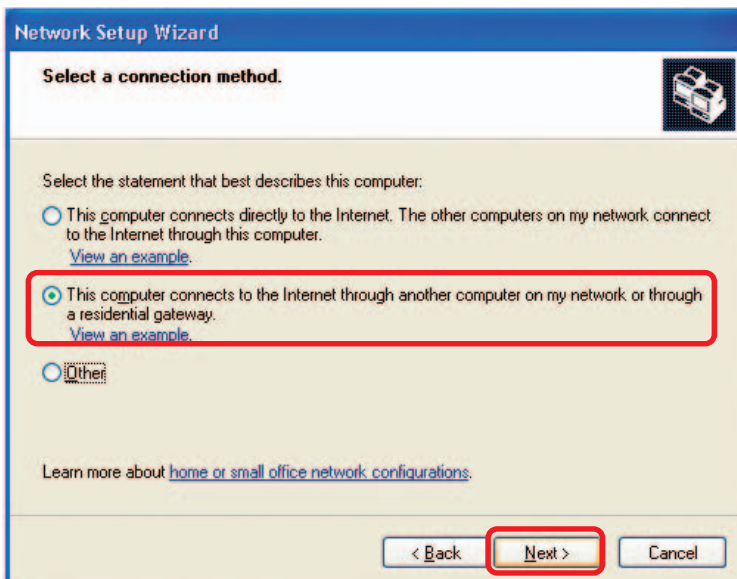 Network Setup Wizard
Select a connection method.
Select the statement that best describes this computer:
This computer connects directly to the Internet. The other computers on my network connect
to the Internet through this computer.
View an example.
This computer connects to the Internet through another computer on my network or through
a residential gateway.
View an example.
Other
Learn more about home or small office network configurations.
< Back
Next >
Cancel